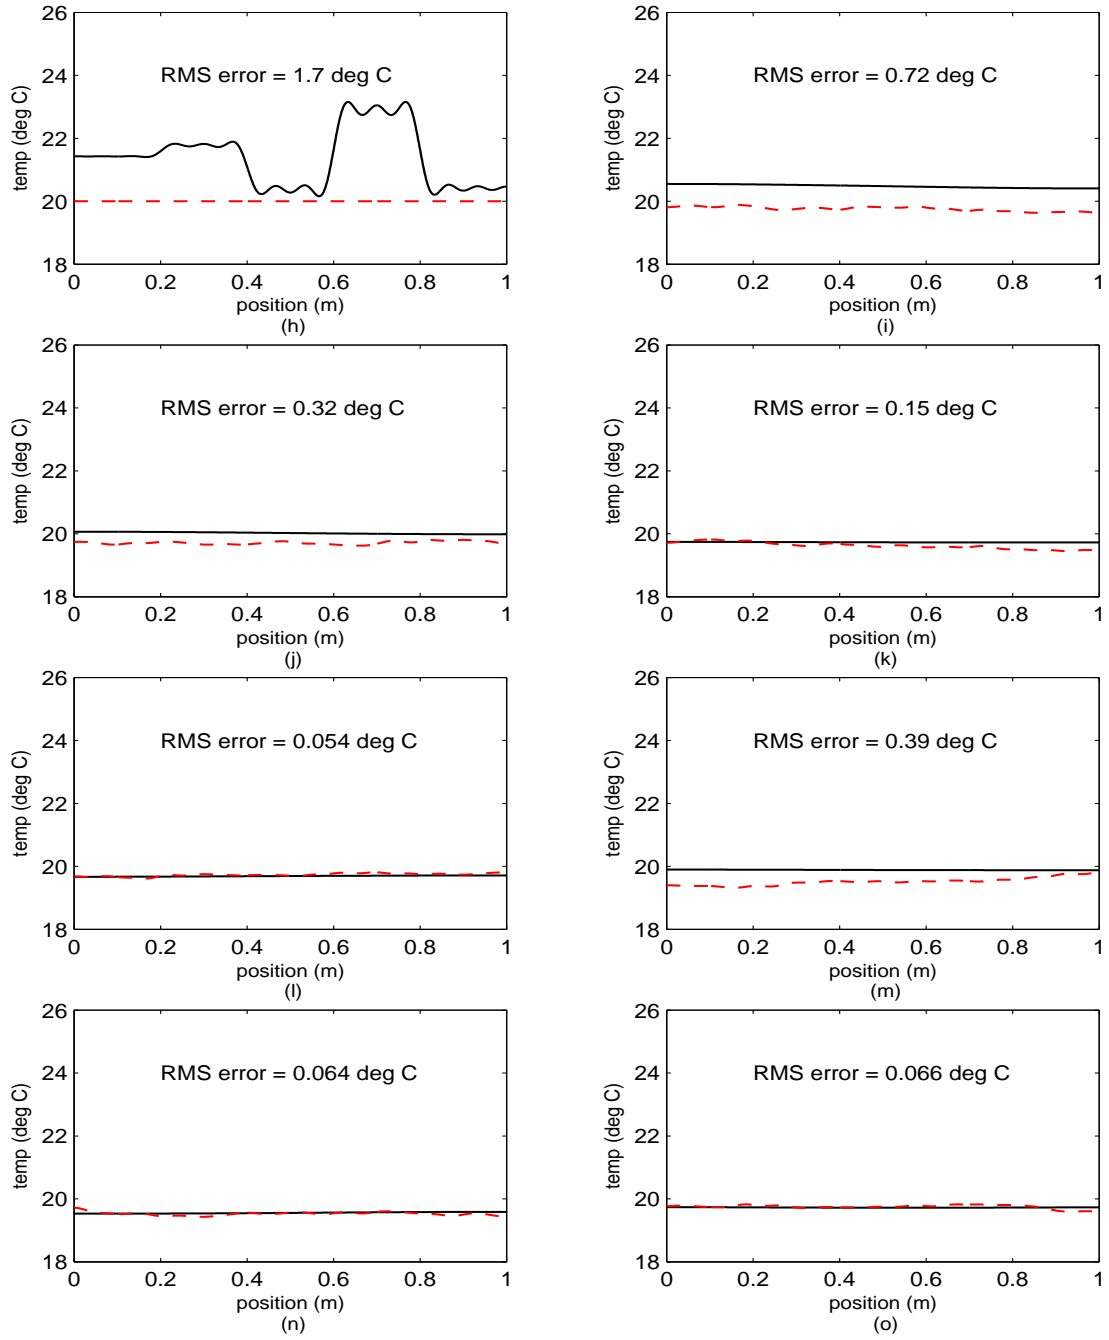 26
24
22
20
18
temp (deg C)
RMS error = 1.7 deg C
0 0.2 0.4 0.6 0.8 1
position (m)
(h)
26
24
22
20
18
temp (deg C)
RMS error = 0.72 deg C
0 0.2 0.4 0.6 0.8 1
position (m)
(i)
26
24
22
20
18
temp (deg C)
RMS error = 0.32 deg C
0 0.2 0.4 0.6 0.8 1
position (m)
(j)
26
24
22
20
18
temp (deg C)
RMS error = 0.15 deg C
0 0.2 0.4 0.6 0.8 1
position (m)
(k)
26
24
22
20
18
temp (deg C)
RMS error = 0.054 deg C
0 0.2 0.4 0.6 0.8 1
position (m)
(l)
26
24
22
20
18
temp (deg C)
RMS error = 0.39 deg C
0 0.2 0.4 0.6 0.8 1
position (m)
(m)
26
24
22
20
18
temp (deg C)
RMS error = 0.064 deg C
0 0.2 0.4 0.6 0.8 1
position (m)
(n)
26
24
22
20
18
temp (deg C)
RMS error = 0.066 deg C
0 0.2 0.4 0.6 0.8 1
position (m)
(o)